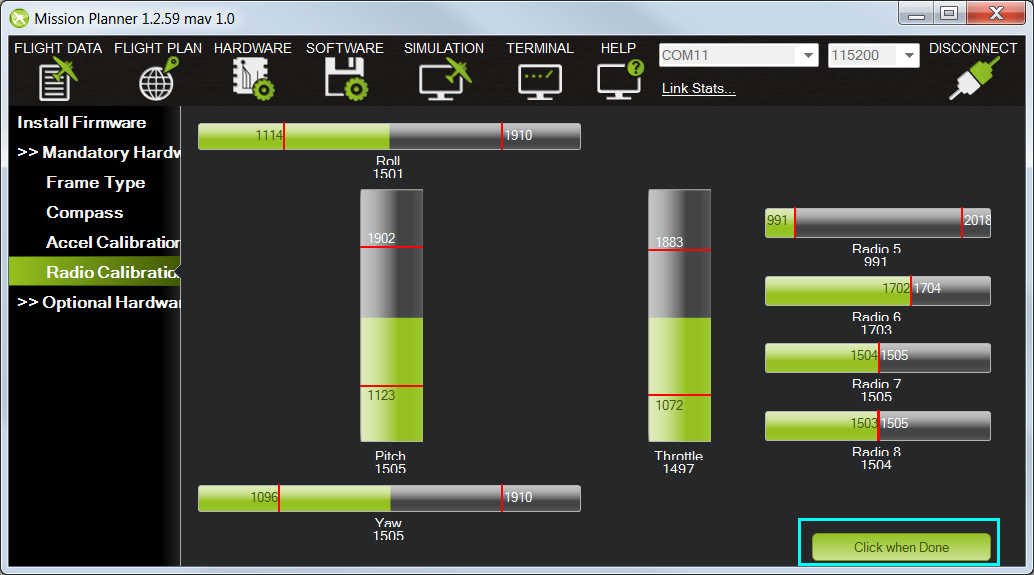 Mission Planner 1.2.59 mav 1.0
FLIGHT DATA FLIGHT PLAN HARDWARE SOFTWARE SIMULATION TERMINAL HELP COM11 115200 DISCONNECT
?
Link Stats...
Install Firmware
>> Mandatory Hardw
Frame Type
Compass
Accel Calibration
Radio Calibratio
>> Optional Hardwa
1114 1910
Roll
1501
1902
1123
Pitch
1505
1883
1072
Throttle
1497
1096 1910
Yaw
1505
991 2018
Radio 5
991
1702 1704
Radio 6
1703
1504 1505
Radio 7
1505
1503 1505
Radio 8
1504
Click when Done